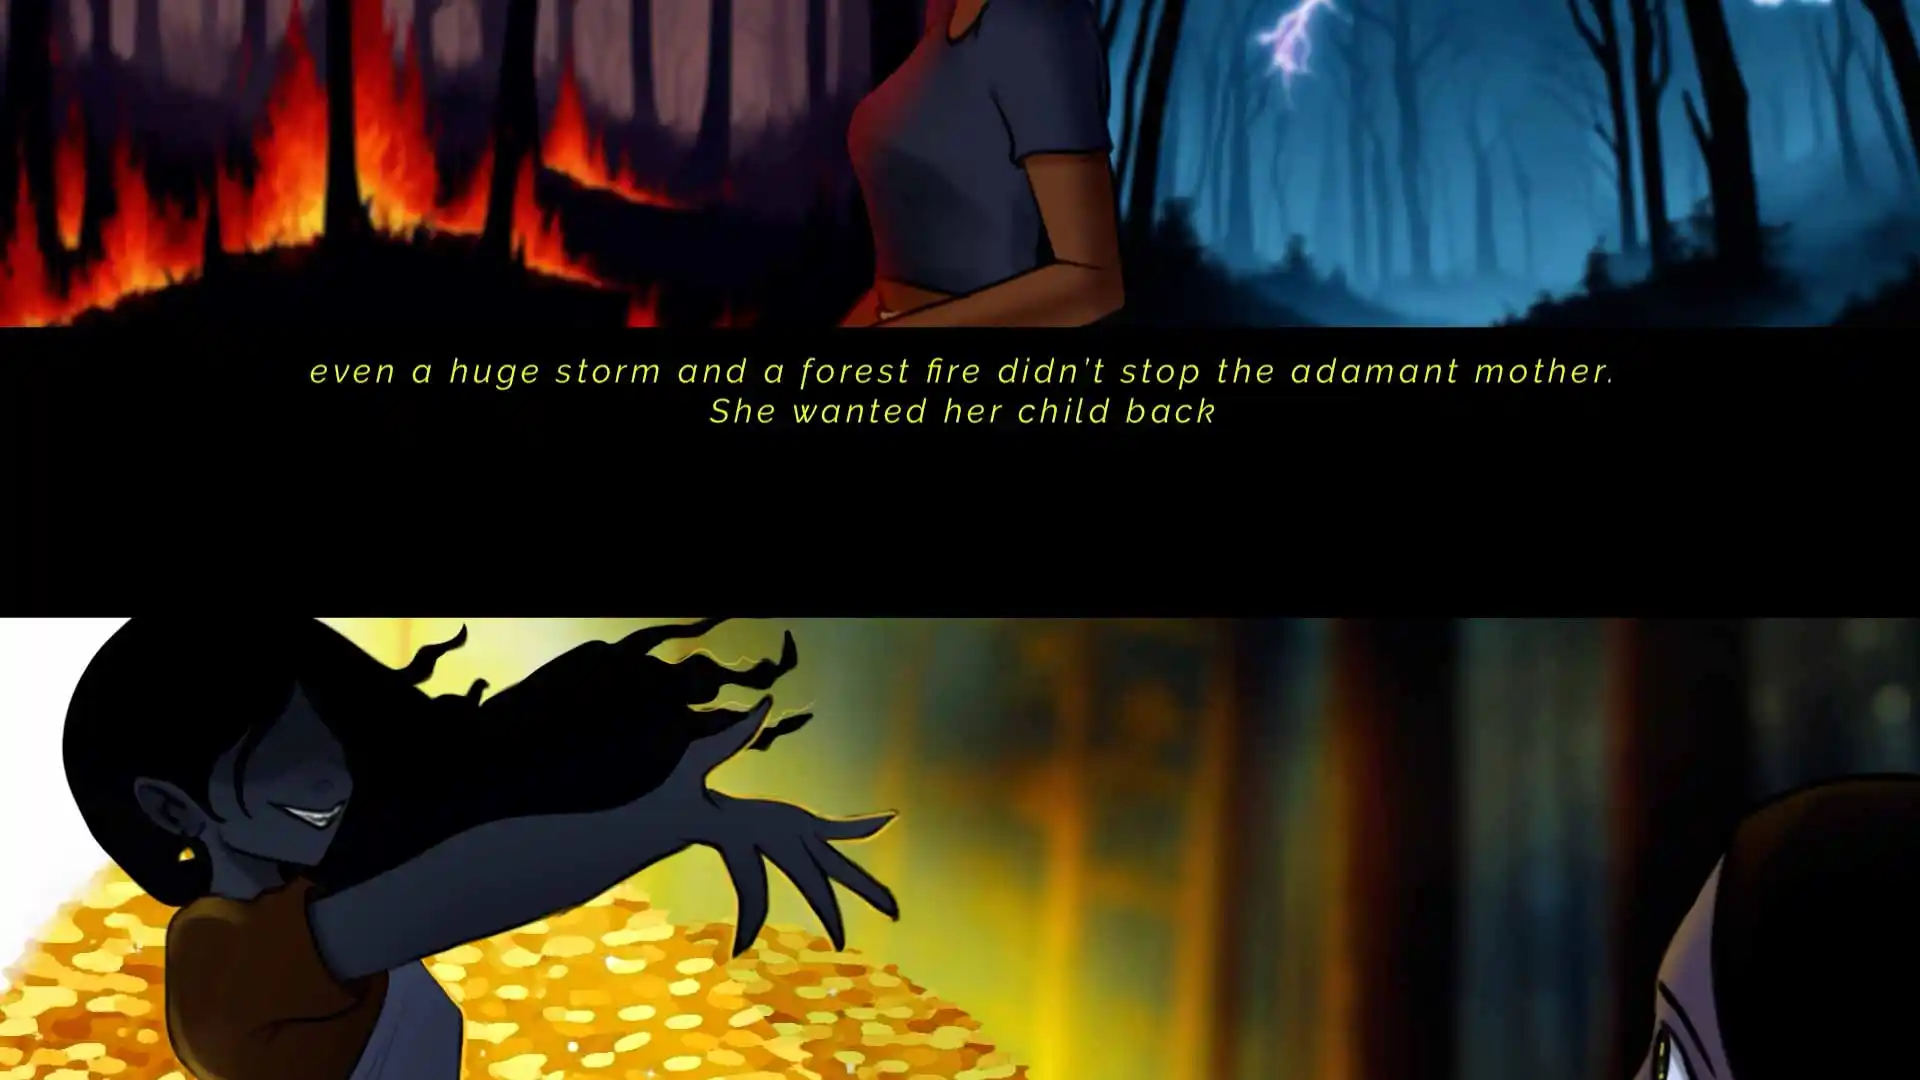 even a huge storm and a forest fire didn't stop the adamant mother.
She wanted her child back